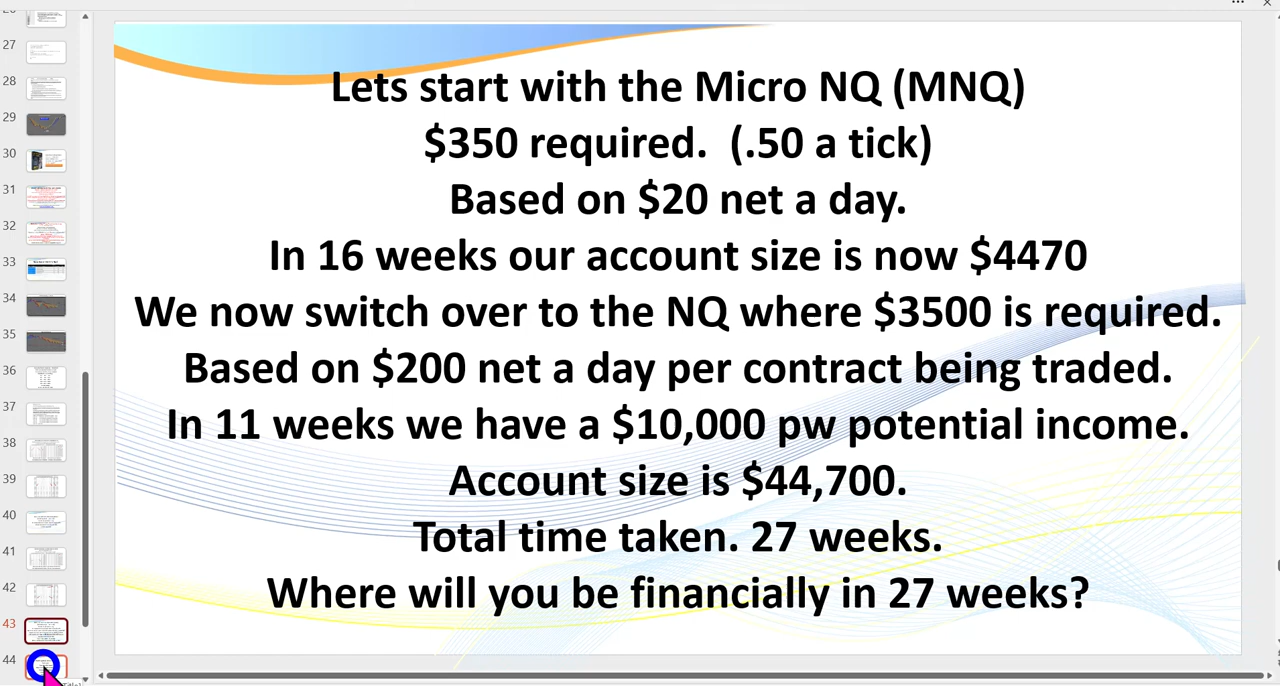 27
28
29
30
31
32
33
34
35
36
37
38
39
40
41
42
43
44
Lets start with the Micro NQ (MNQ)
$350 required.  (.50 a tick)
Based on $20 net a day.
In 16 weeks our account size is now $4470
We now switch over to the NQ where $3500 is required.
Based on $200 net a day per contract being traded.
In 11 weeks we have a $10,000 pw potential income.
Account size is $44,700.
Total time taken. 27 weeks.
Where will you be financially in 27 weeks?